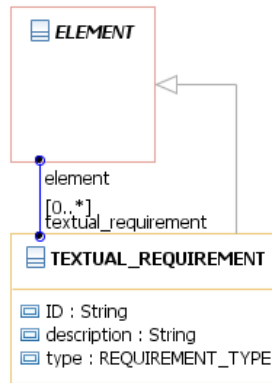 ELEMENT
element
[0..*]
textual_requirement
TEXTUAL_REQUIREMENT
ID : String
description : String
type : REQUIREMENT_TYPE